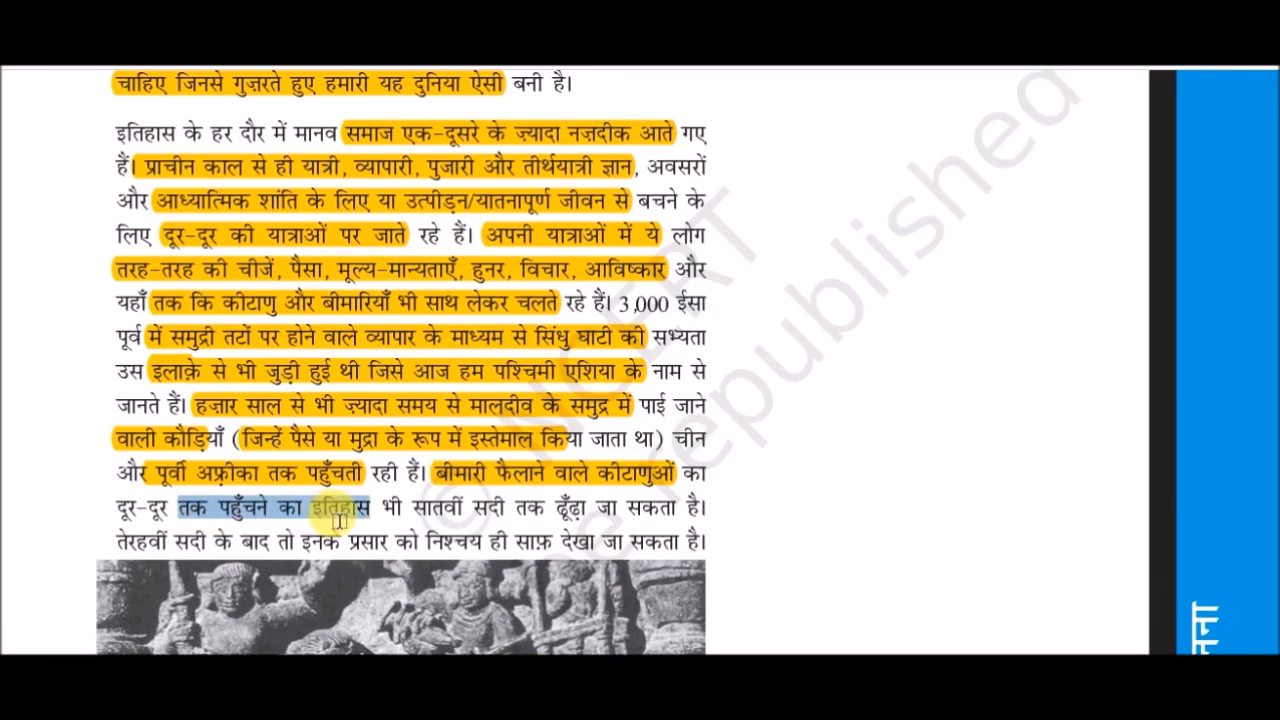 चाहिए जिनसे गुज़रते हुए हमारी यह दुनिया ऐसी बनी है।
इतिहास के हर दौर में मानव समाज एक-दूसरे के ज़्यादा नज़दीक आते गए
हैं। प्राचीन काल से ही यात्री, व्यापारी, पुजारी और तीर्थयात्री ज्ञान, अवसरों
और आध्यात्मिक शांति के लिए या उत्पीड़न/यातनापूर्ण जीवन से बचने के
लिए दूर-दूर की यात्राओं पर जाते रहे हैं। अपनी यात्राओं में ये लोग
तरह-तरह की चीजें, पैसा, मूल्य-मान्यताएँ, हुनर, विचार, आविष्कार और
यहाँ तक कि कीटाणु और बीमारियाँ भी साथ लेकर चलते रहे हैं। 3,000 ईसा
पूर्व में समुद्री तटों पर होने वाले व्यापार के माध्यम से सिंधु घाटी की सभ्यता
उस इलाक़े से भी जुड़ी हुई थी जिसे आज हम पश्चिमी एशिया के नाम से
जानते हैं। हज़ार साल से भी ज़्यादा समय से मालदीव के समुद्र में पाई जाने
वाली कौड़ियाँ (जिन्हें पैसे या मुद्रा के रूप में इस्तेमाल किया जाता था) चीन
और पूर्वी अफ़्रीका तक पहुँचती रही हैं। बीमारी फैलाने वाले कीटाणुओं का
दूर-दूर तक पहुँचने का इतिहास भी सातवीं सदी तक ढूँढ़ा जा सकता है।
तेरहवीं सदी के बाद तो इनके प्रसार को निश्चय ही साफ़ देखा जा सकता है।
© NCERT
republished